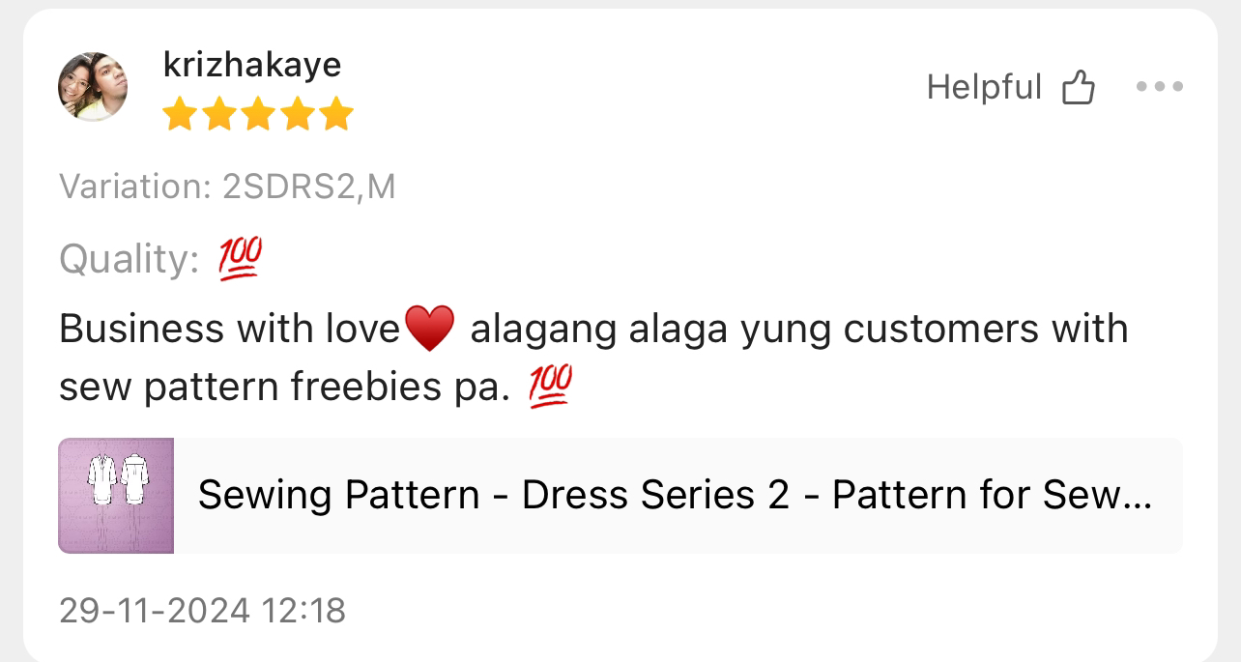 krizhakaye
Helpful
Variation: 2SDRS2,M
Quality: 💯
Business with love♥️ alagang alaga yung customers with
sew pattern freebies pa. 💯
Sewing Pattern - Dress Series 2 - Pattern for Sew...
29-11-2024 12:18